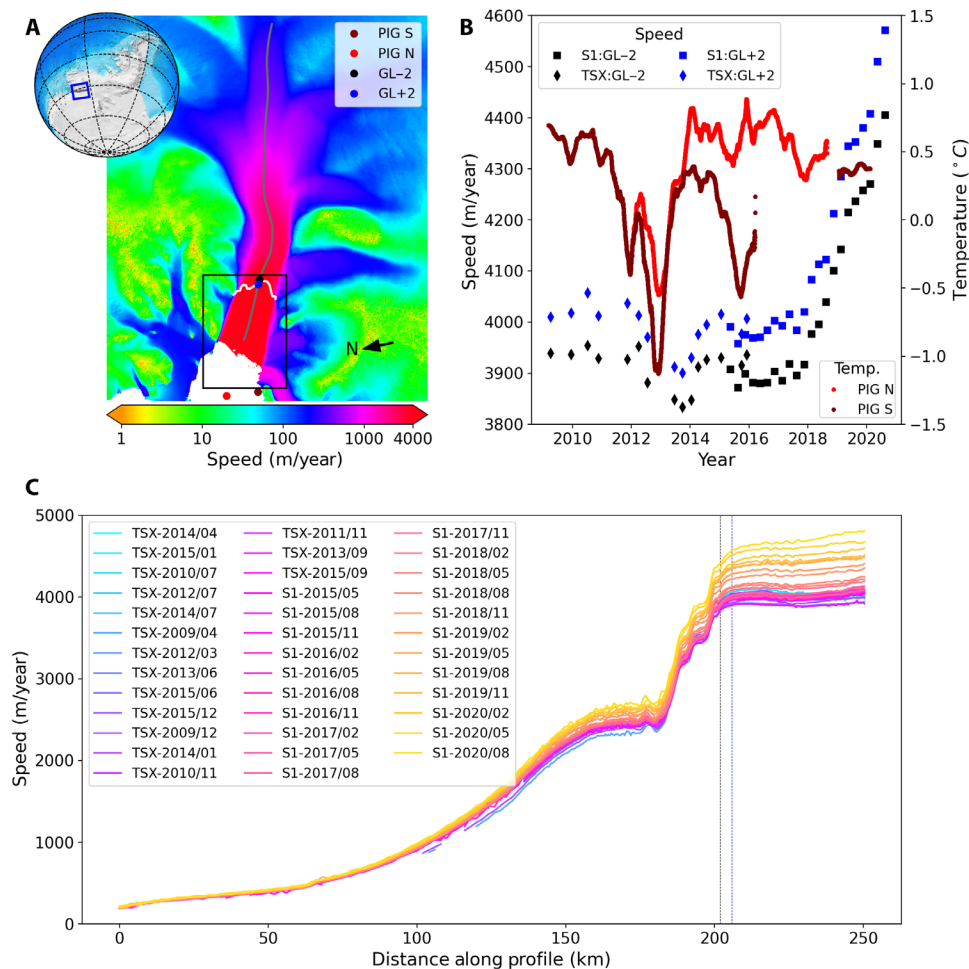 A
PIG S
PIG N
GL−2
GL+2
N
1 10 100 1000 4000
Speed (m/year)
B
Speed
S1:GL−2 S1:GL+2
TSX:GL−2 TSX:GL+2
4600
4500
4400
4300
4200
4100
4000
3900
3800
Speed (m/year)
1.5
1.0
0.5
0.0
−0.5
−1.0
−1.5
Temperature (°C)
Temp.
PIG N
PIG S
2010 2012 2014 2016 2018 2020
Year
C
5000
4000
3000
2000
1000
0
Speed (m/year)
TSX-2014/04
TSX-2015/01
TSX-2010/07
TSX-2012/07
TSX-2014/07
TSX-2009/04
TSX-2012/03
TSX-2013/06
TSX-2015/06
TSX-2015/12
TSX-2009/12
TSX-2014/01
TSX-2010/11
TSX-2011/11
TSX-2013/09
TSX-2015/09
S1-2015/05
S1-2015/08
S1-2015/11
S1-2016/02
S1-2016/05
S1-2016/08
S1-2016/11
S1-2017/02
S1-2017/05
S1-2017/08
S1-2017/11
S1-2018/02
S1-2018/05
S1-2018/08
S1-2018/11
S1-2019/02
S1-2019/05
S1-2019/08
S1-2019/11
S1-2020/02
S1-2020/05
S1-2020/08
0 50 100 150 200 250
Distance along profile (km)